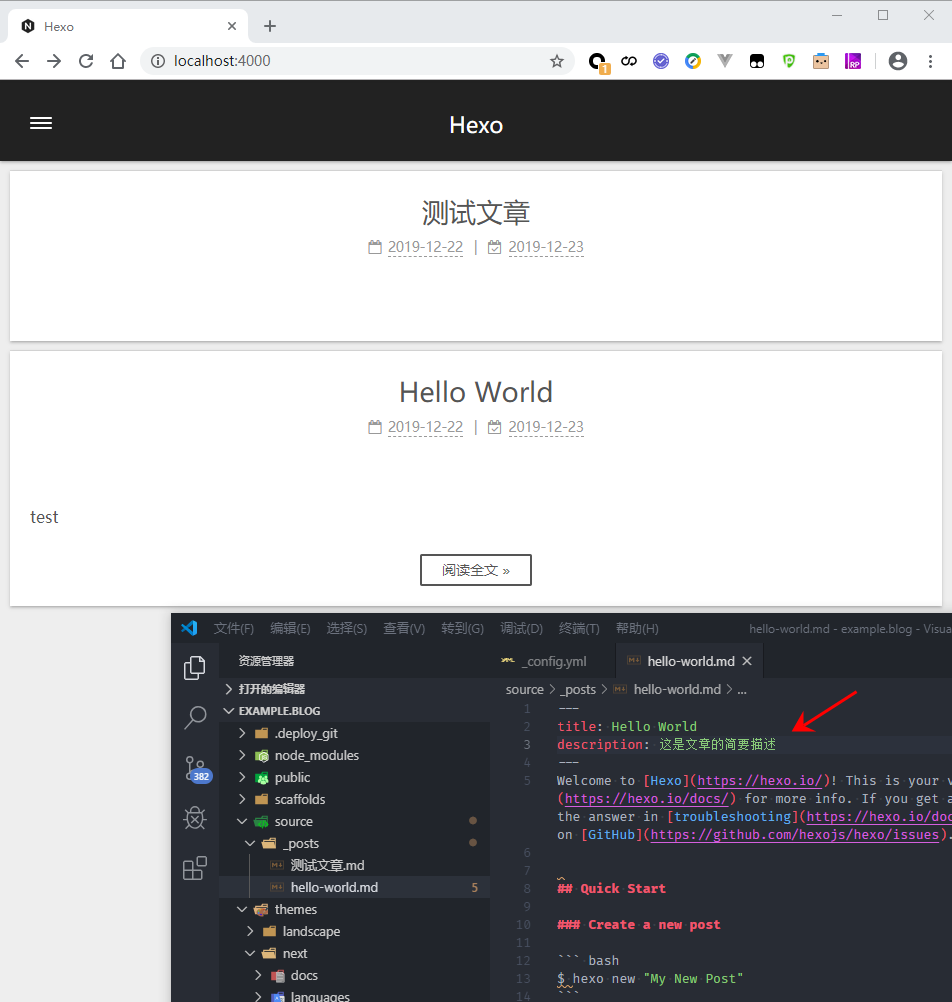 Hexo
localhost:4000
1
RP
Hexo
测试文章
2019-12-22 | 2019-12-23
Hello World
2019-12-22 | 2019-12-23
test
阅读全文 »
文件(F) 编辑(E) 选择(S) 查看(V) 转到(G) 调试(D) 终端(T) 帮助(H) hello-world.md - example.blog - Visua
资源管理器
打开的编辑器
EXAMPLE.BLOG
.deploy_git
node_modules
public
scaffolds
source
_posts
测试文章.md
hello-world.md 5
themes
landscape
next
docs
languages
382
_config.yml hello-world.md
source > _posts > hello-world.md > ...
1 ---
2 title: Hello World
3 description: 这是文章的简要描述
4 ---
5 Welcome to [Hexo](https://hexo.io/)! This is your v
(https://hexo.io/docs/) for more info. If you get a
the answer in [troubleshooting](https://hexo.io/doc
on [GitHub](https://github.com/hexojs/hexo/issues).
6
7
8 ## Quick Start
9
10 ### Create a new post
11
12 ``` bash
13 $ hexo new "My New Post"
14 ```